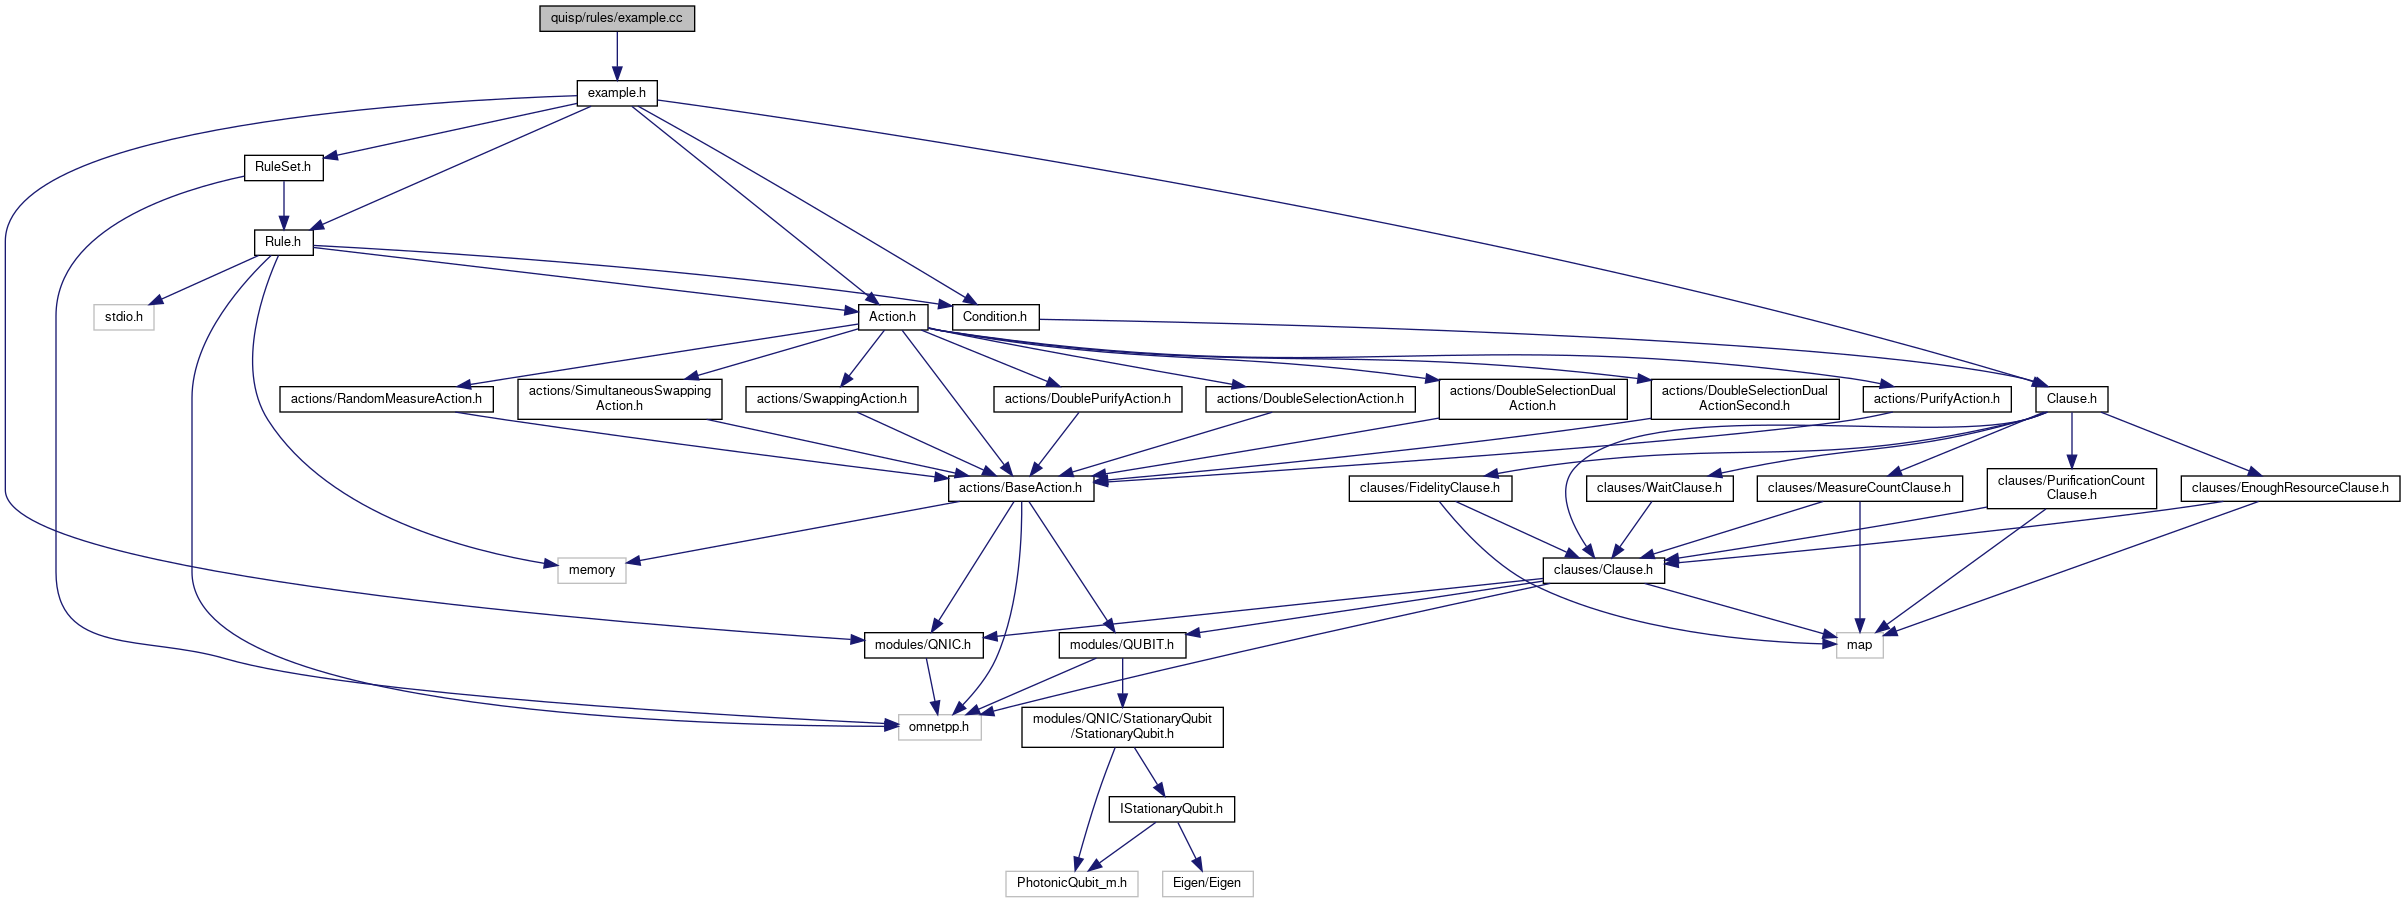 quisp/rules/example.cc
example.h
RuleSet.h
Rule.h
stdio.h
Action.h
Condition.h
actions/RandomMeasureAction.h
actions/SimultaneousSwapping
Action.h
actions/SwappingAction.h
actions/DoublePurifyAction.h
actions/DoubleSelectionAction.h
actions/DoubleSelectionDual
Action.h
actions/DoubleSelectionDual
ActionSecond.h
actions/PurifyAction.h
Clause.h
actions/BaseAction.h
clauses/FidelityClause.h
clauses/WaitClause.h
clauses/MeasureCountClause.h
clauses/PurificationCount
Clause.h
clauses/EnoughResourceClause.h
memory
clauses/Clause.h
modules/QNIC.h
modules/QUBIT.h
map
omnetpp.h
modules/QNIC/StationaryQubit
/StationaryQubit.h
IStationaryQubit.h
PhotonicQubit_m.h
Eigen/Eigen